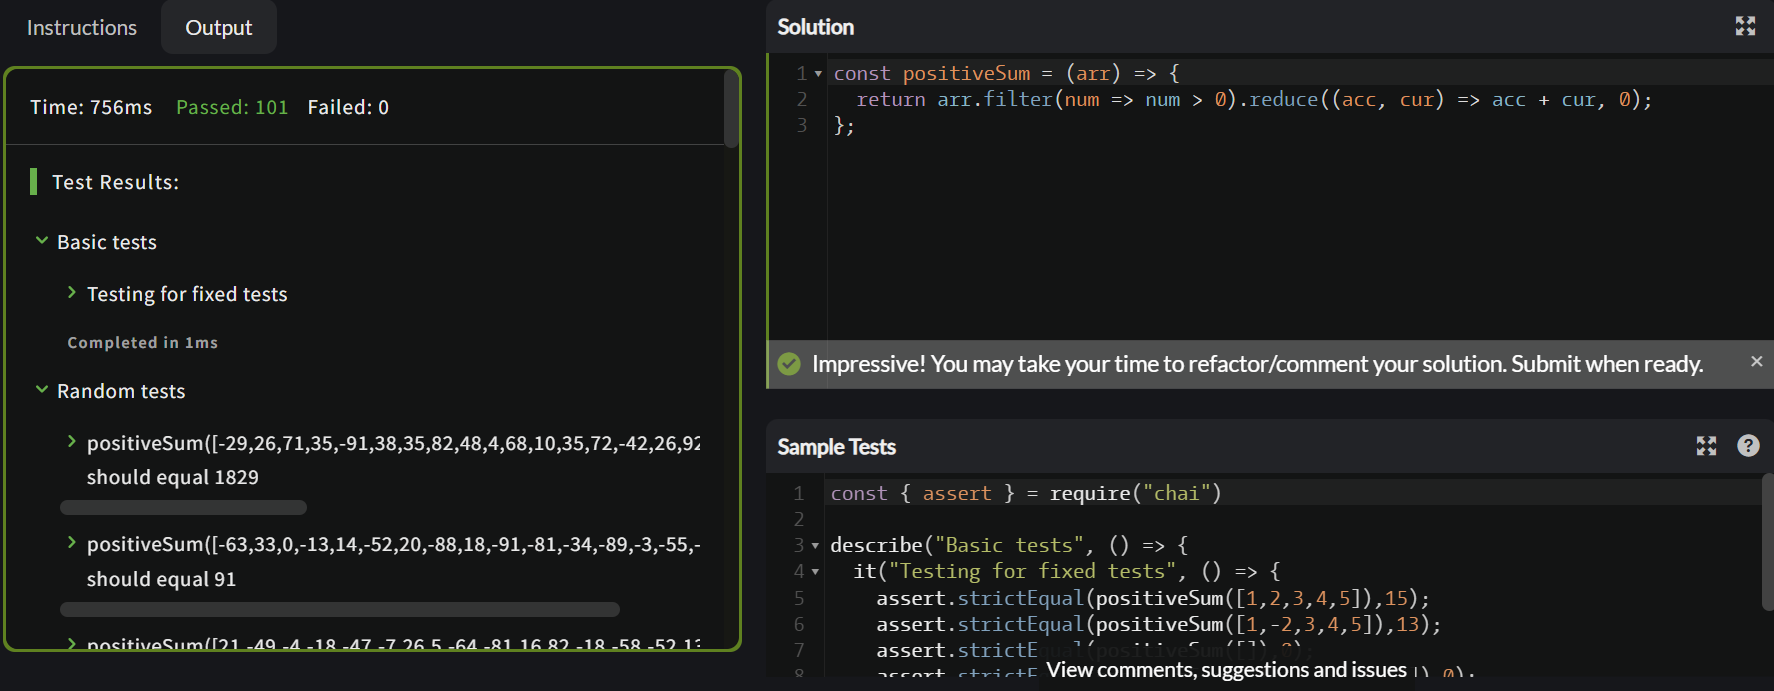 Instructions
Output
Time: 756ms Passed: 101 Failed: 0
Test Results:
Basic tests
Testing for fixed tests
Completed in 1ms
Random tests
positiveSum([-29,26,71,35,-91,38,35,82,48,4,68,10,35,72,-42,26,92
should equal 1829
positiveSum([-63,33,0,-13,14,-52,20,-88,18,-91,-81,-34,-89,-3,-55,-
should equal 91
positiveSum([21,-49,-4,-18,-47,-7,26,5,-64,-81,16,82,-18,-58,-52,13
Solution
1 const positiveSum = (arr) => {
2 return arr.filter(num => num > 0).reduce((acc, cur) => acc + cur, 0);
3 };
Impressive! You may take your time to refactor/comment your solution. Submit when ready.
Sample Tests
1 const { assert } = require("chai")
2
3 describe("Basic tests", () => {
4 it("Testing for fixed tests", () => {
5 assert.strictEqual(positiveSum([1,2,3,4,5]),15);
6 assert.strictEqual(positiveSum([1,-2,3,4,5]),13);
7 assert.strictEqual(positiveSum([]),0);
8 assert.strictE
View comments, suggestions and issues